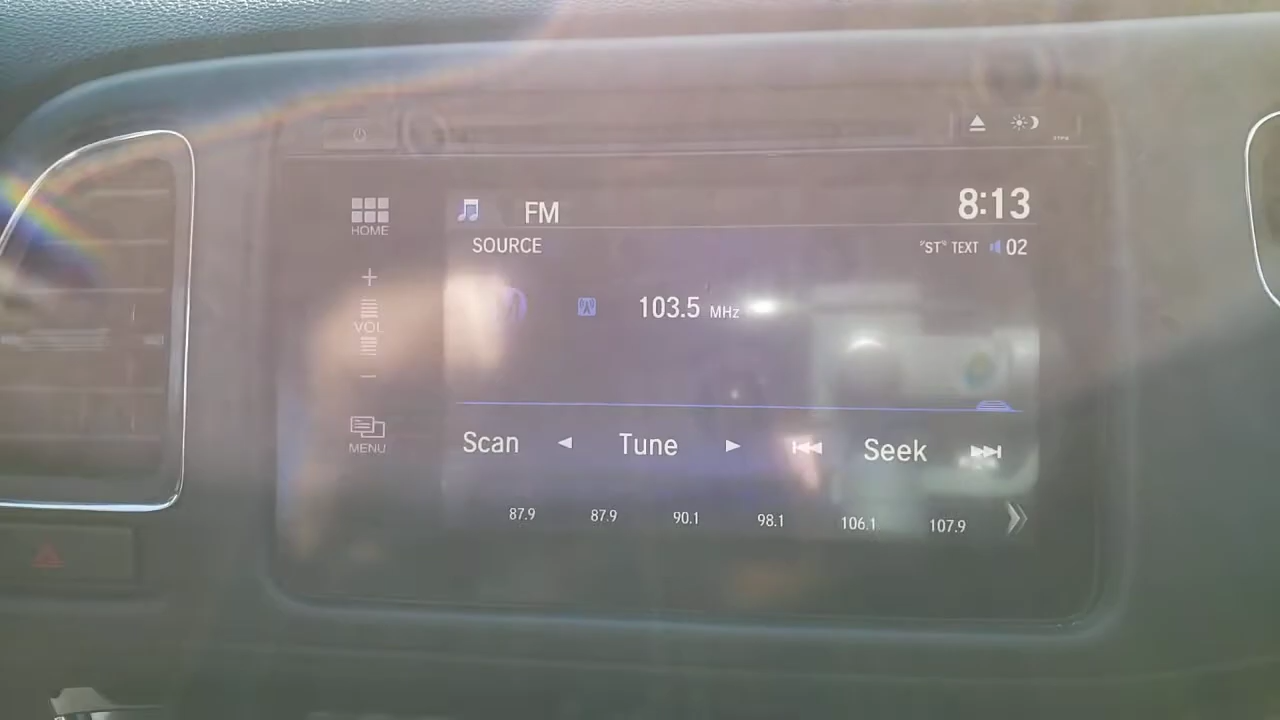 FM
8:13
HOME
SOURCE
"ST" TEXT 02
+
103.5 MHz
VOL
−
MENU
Scan Tune Seek
87.9 87.9 90.1 98.1 106.1 107.9